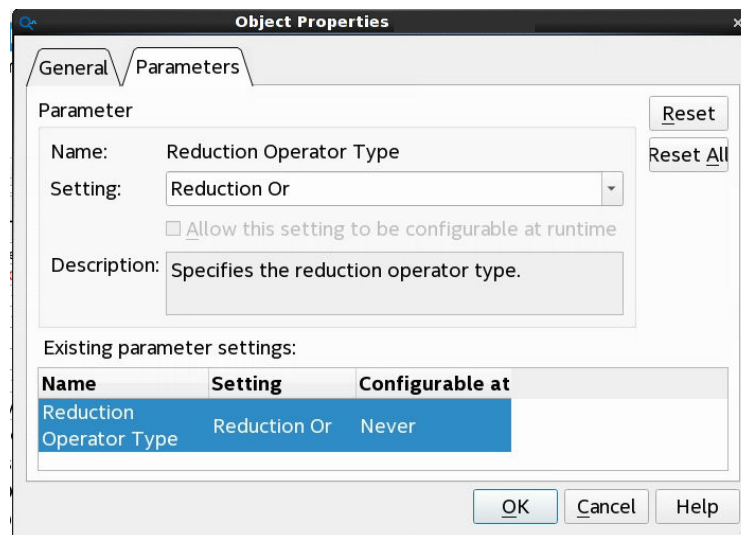 Object Properties
General
Parameters
Parameter
Reset
Name: Reduction Operator Type
Reset All
Setting: Reduction Or
Allow this setting to be configurable at runtime
Description: Specifies the reduction operator type.
Existing parameter settings:
Name Setting Configurable at
Reduction
Operator Type Reduction Or Never
OK Cancel Help